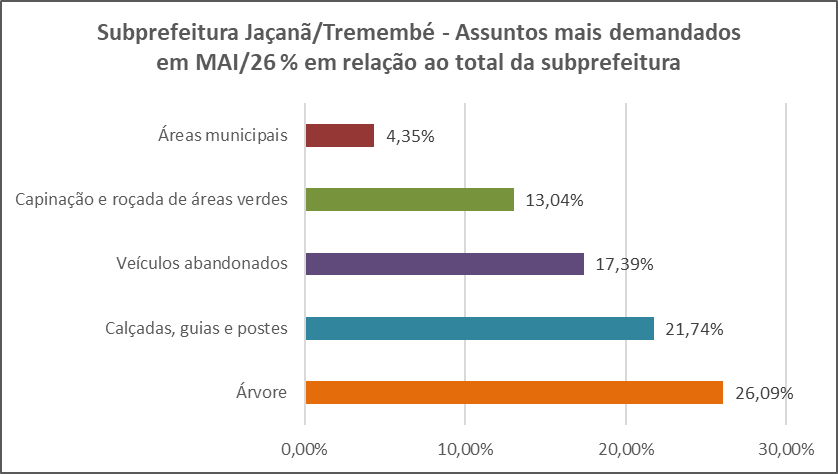 Subprefeitura Jaçanã/Tremembé - Assuntos mais demandados
em MAI/26 % em relação ao total da subprefeitura
Áreas municipais 4,35%
Capinação e roçada de áreas verdes 13,04%
Veículos abandonados 17,39%
Calçadas, guias e postes 21,74%
Árvore 26,09%
0,00% 10,00% 20,00% 30,00%